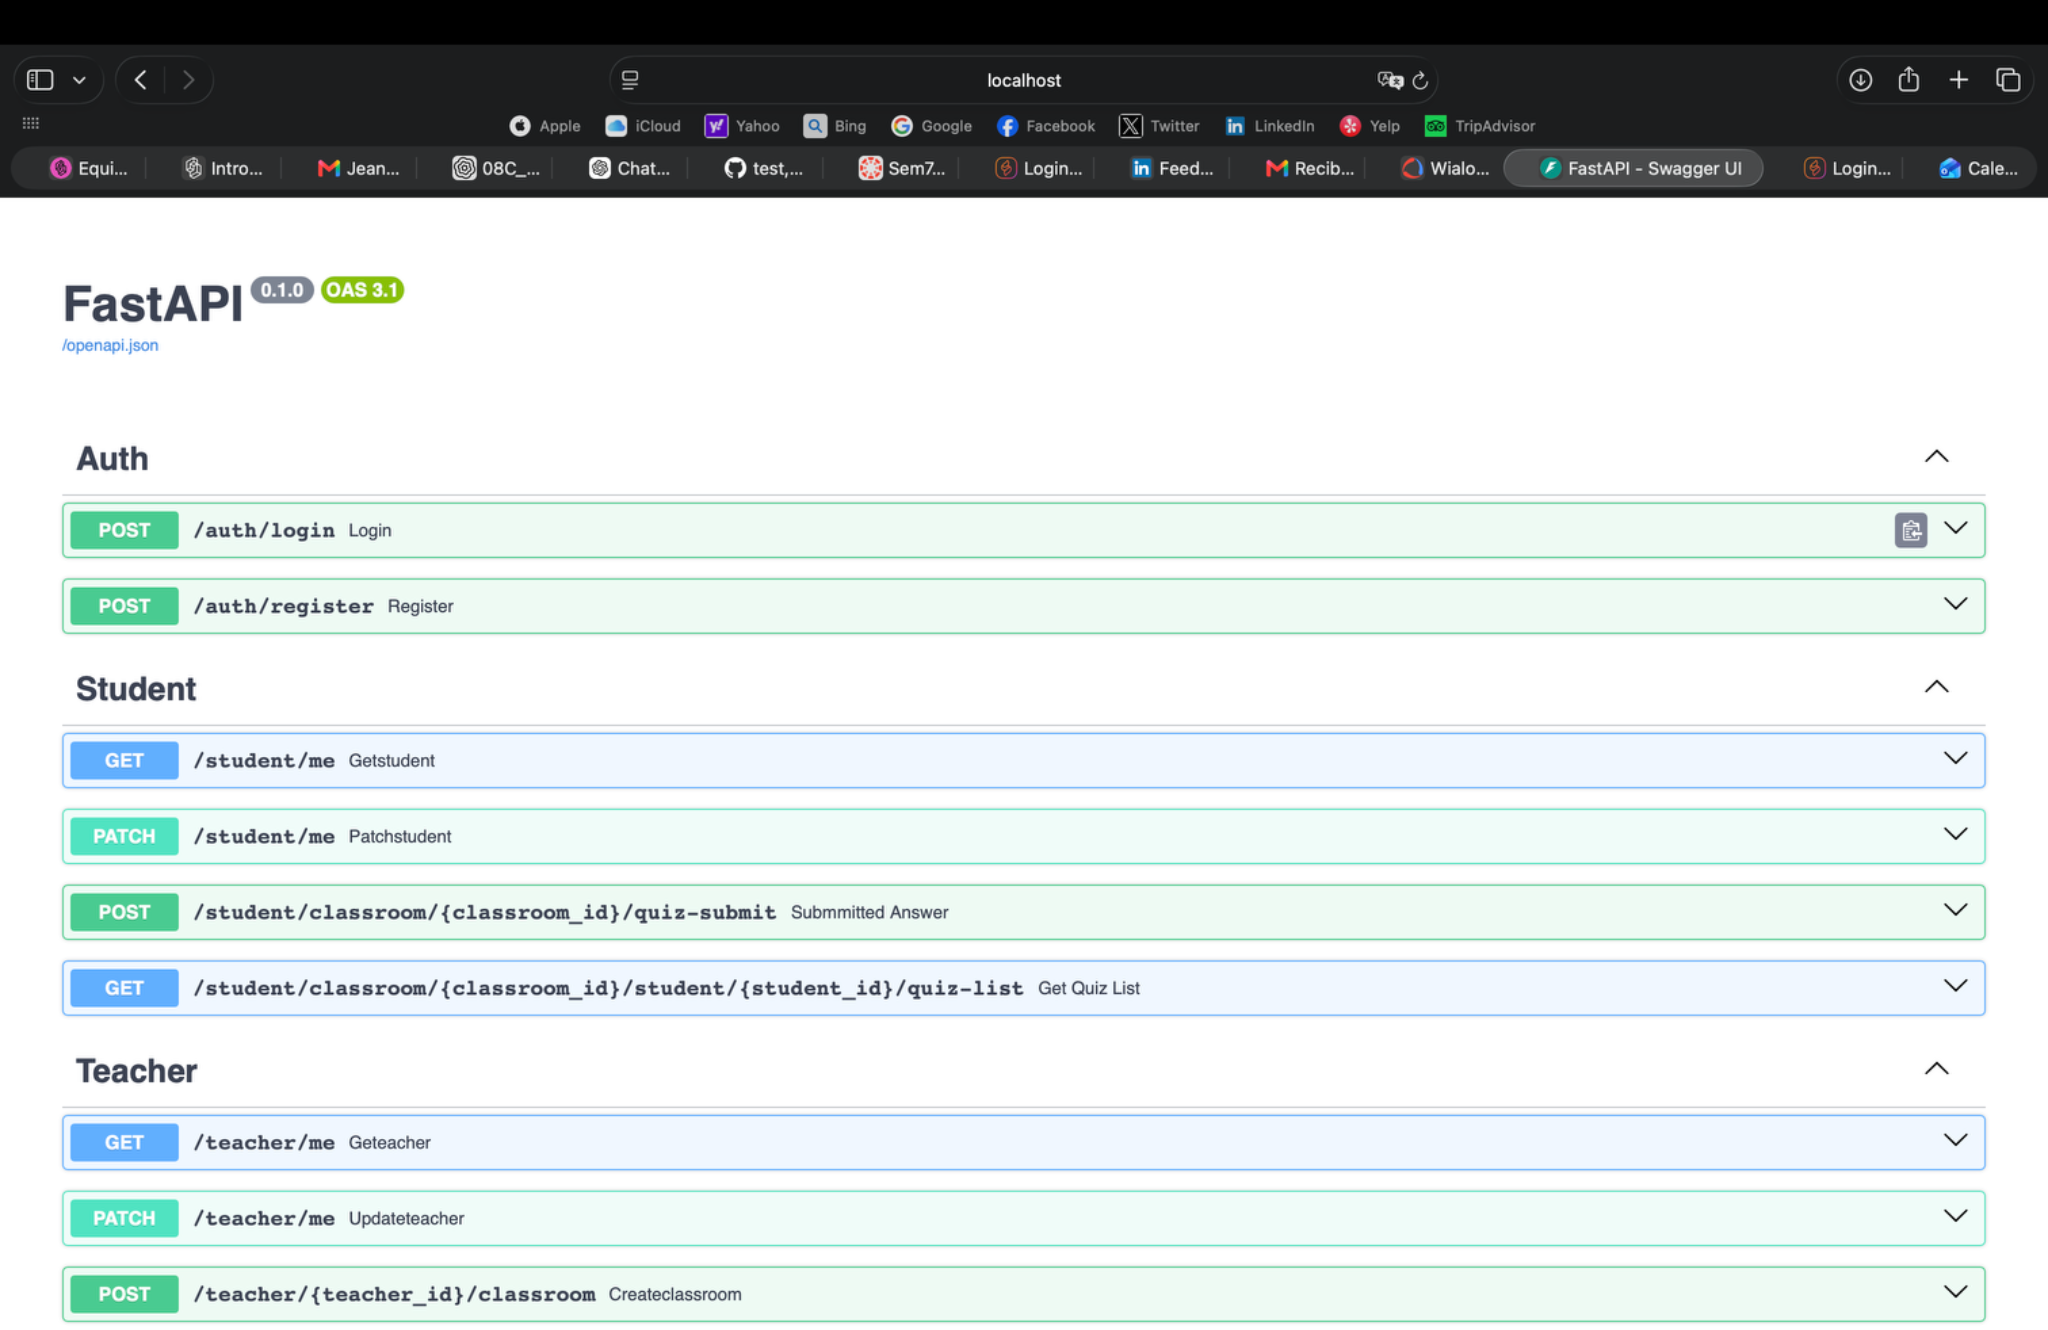 localhost
Apple iCloud Yahoo Bing Google Facebook Twitter LinkedIn Yelp TripAdvisor
Equi... Intro... Jean... 08C_... Chat... test,... Sem7... Login... Feed... Recib... Wialo... FastAPI - Swagger UI Login... Cale...
FastAPI 0.1.0 OAS 3.1
/openapi.json
Auth
POST /auth/login Login
POST /auth/register Register
Student
GET /student/me Getstudent
PATCH /student/me Patchstudent
POST /student/classroom/{classroom_id}/quiz-submit Submmitted Answer
GET /student/classroom/{classroom_id}/student/{student_id}/quiz-list Get Quiz List
Teacher
GET /teacher/me Geteacher
PATCH /teacher/me Updateteacher
POST /teacher/{teacher_id}/classroom Createclassroom